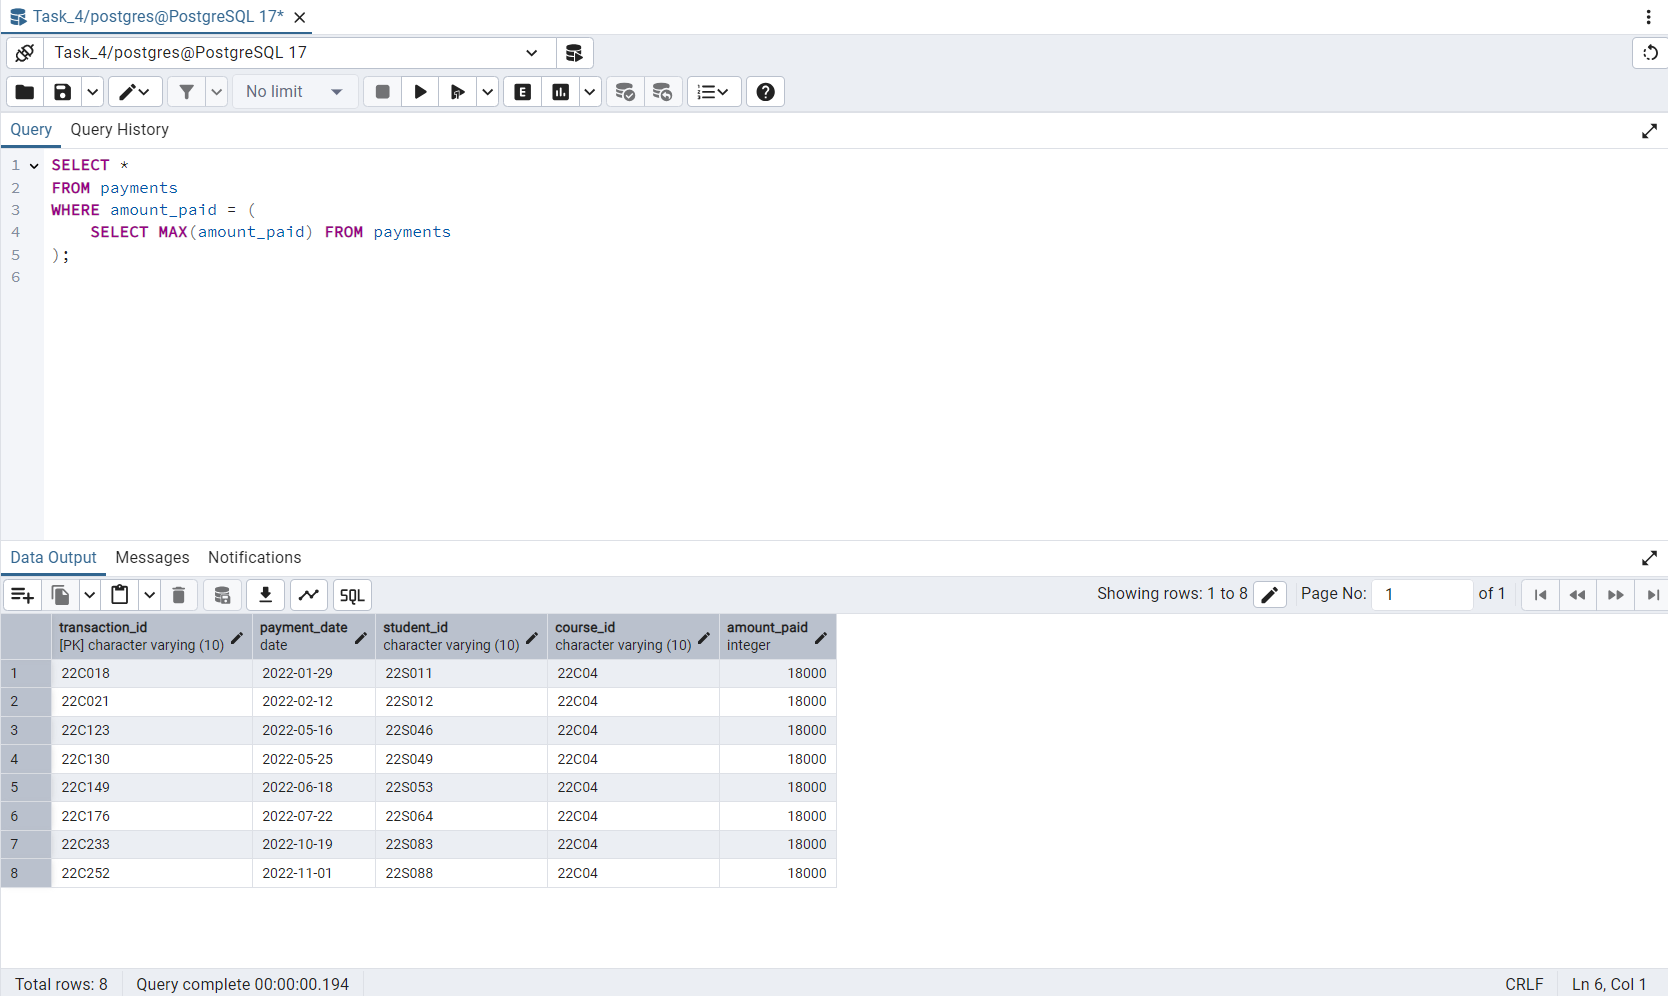 Task_4/postgres@PostgreSQL 17*
Task_4/postgres@PostgreSQL 17
No limit
E
Query Query History
1 SELECT *
2 FROM payments
3 WHERE amount_paid = (
4 SELECT MAX(amount_paid) FROM payments
5 );
6
Data Output Messages Notifications
SQL Showing rows: 1 to 8 Page No: 1 of 1
transaction_id payment_date student_id course_id amount_paid
[PK] character varying (10) date character varying (10) character varying (10) integer
1 22C018 2022-01-29 22S011 22C04 18000
2 22C021 2022-02-12 22S012 22C04 18000
3 22C123 2022-05-16 22S046 22C04 18000
4 22C130 2022-05-25 22S049 22C04 18000
5 22C149 2022-06-18 22S053 22C04 18000
6 22C176 2022-07-22 22S064 22C04 18000
7 22C233 2022-10-19 22S083 22C04 18000
8 22C252 2022-11-01 22S088 22C04 18000
Total rows: 8 Query complete 00:00:00.194 CRLF Ln 6, Col 1